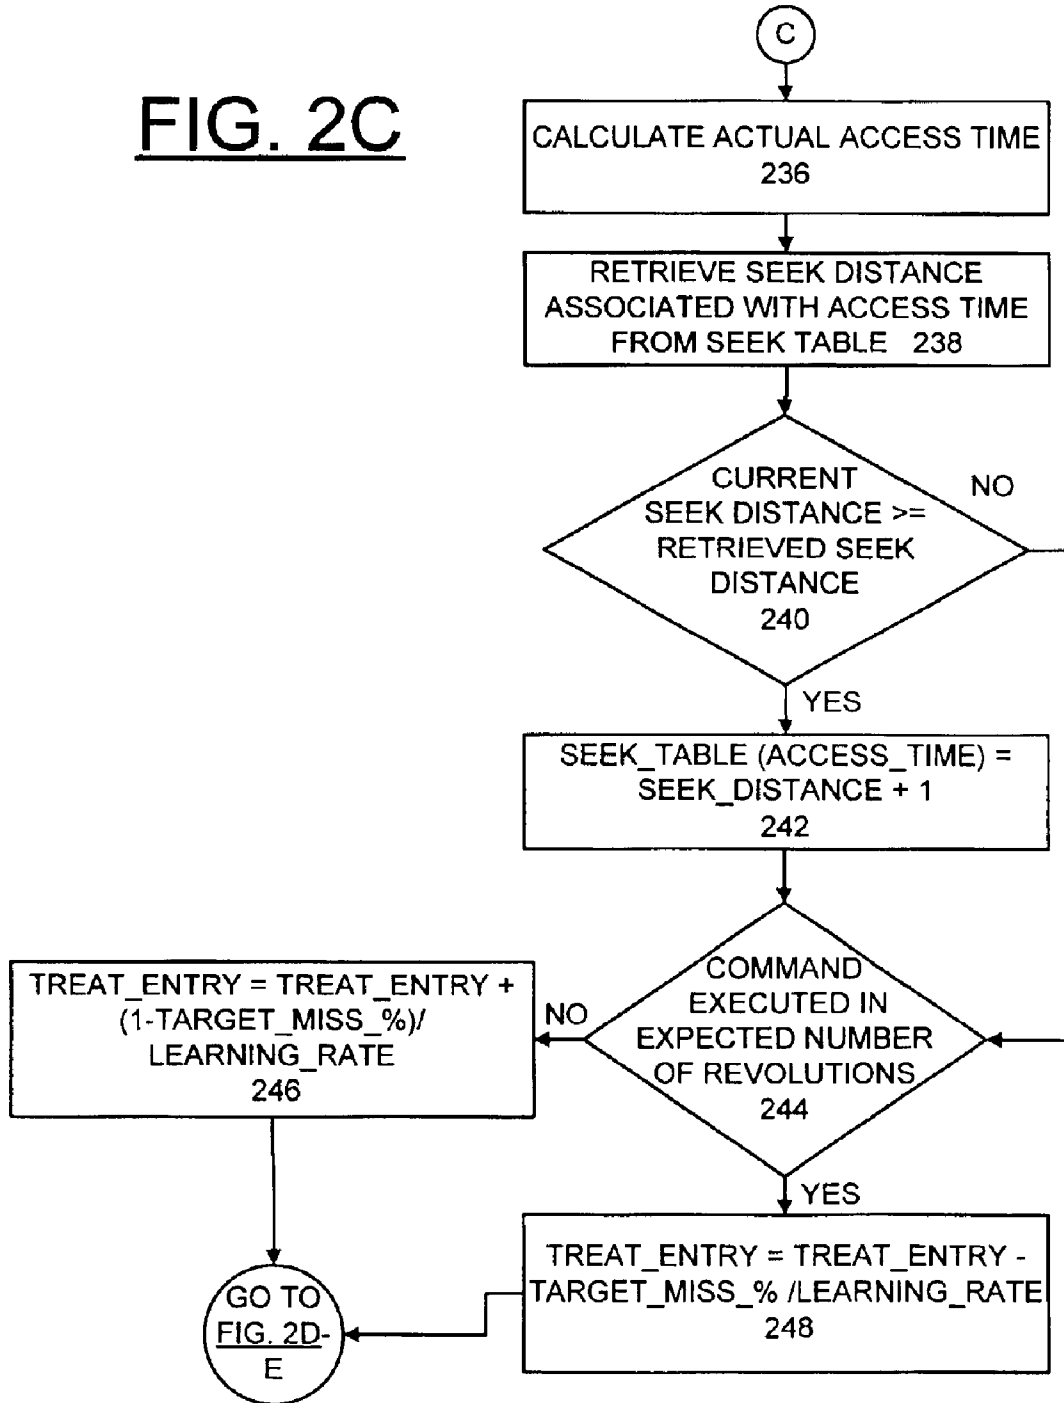 C
FIG. 2C
CALCULATE ACTUAL ACCESS TIME
236
RETRIEVE SEEK DISTANCE
ASSOCIATED WITH ACCESS TIME
FROM SEEK TABLE 238
CURRENT
SEEK DISTANCE >=
RETRIEVED SEEK
DISTANCE
240
NO
YES
SEEK_TABLE (ACCESS_TIME) =
SEEK_DISTANCE + 1
242
COMMAND
EXECUTED IN
EXPECTED NUMBER
OF REVOLUTIONS
244
NO
TREAT_ENTRY = TREAT_ENTRY +
(1-TARGET_MISS_%)/
LEARNING_RATE
246
YES
TREAT_ENTRY = TREAT_ENTRY -
TARGET_MISS_% /LEARNING_RATE
248
GO TO
FIG. 2D-
E